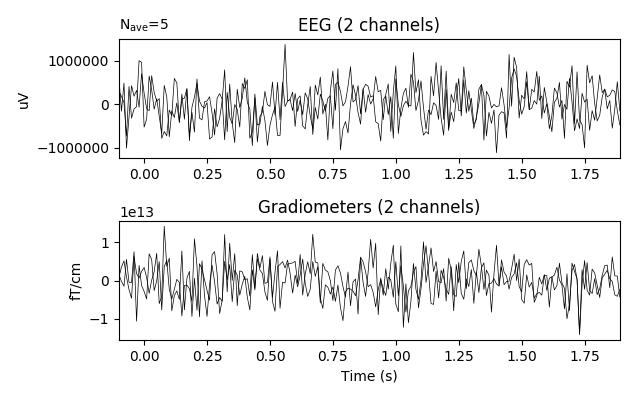 N_ave=5
EEG (2 channels)
1000000
0
−1000000
uV
0.00 0.25 0.50 0.75 1.00 1.25 1.50 1.75
1e13
Gradiometers (2 channels)
1
0
−1
fT/cm
0.00 0.25 0.50 0.75 1.00 1.25 1.50 1.75
Time (s)